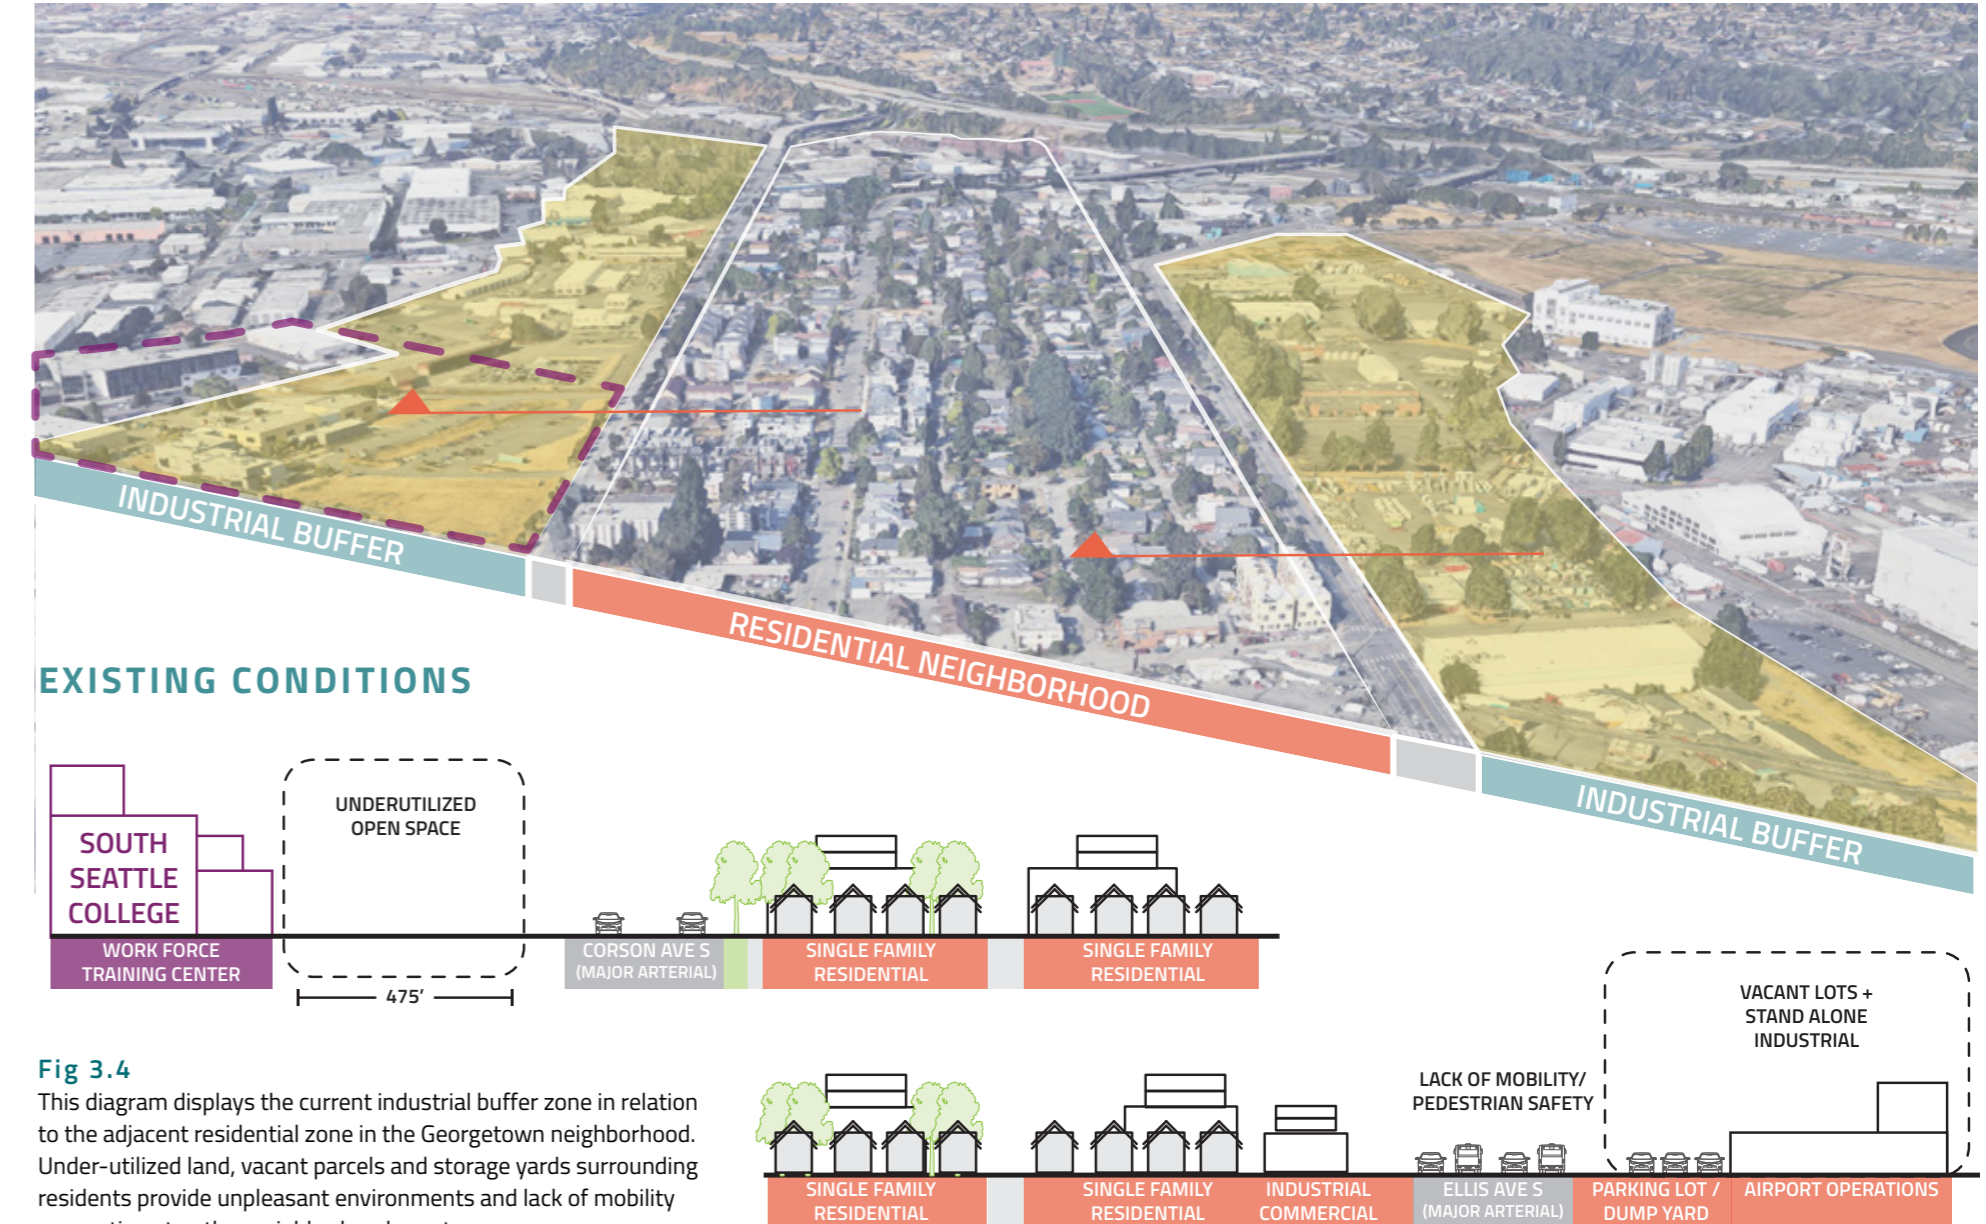 INDUSTRIAL BUFFER
RESIDENTIAL NEIGHBORHOOD
INDUSTRIAL BUFFER
EXISTING CONDITIONS
SOUTH
SEATTLE
COLLEGE
UNDERUTILIZED
OPEN SPACE
WORK FORCE
TRAINING CENTER
475'
CORSON AVE S
(MAJOR ARTERIAL)
SINGLE FAMILY
RESIDENTIAL
SINGLE FAMILY
RESIDENTIAL
Fig 3.4
This diagram displays the current industrial buffer zone in relation
to the adjacent residential zone in the Georgetown neighborhood.
Under-utilized land, vacant parcels and storage yards surrounding
residents provide unpleasant environments and lack of mobility
VACANT LOTS +
STAND ALONE
INDUSTRIAL
LACK OF MOBILITY/
PEDESTRIAN SAFETY
SINGLE FAMILY
RESIDENTIAL
SINGLE FAMILY
RESIDENTIAL
INDUSTRIAL
COMMERCIAL
ELLIS AVE S
(MAJOR ARTERIAL)
PARKING LOT /
DUMP YARD
AIRPORT OPERATIONS